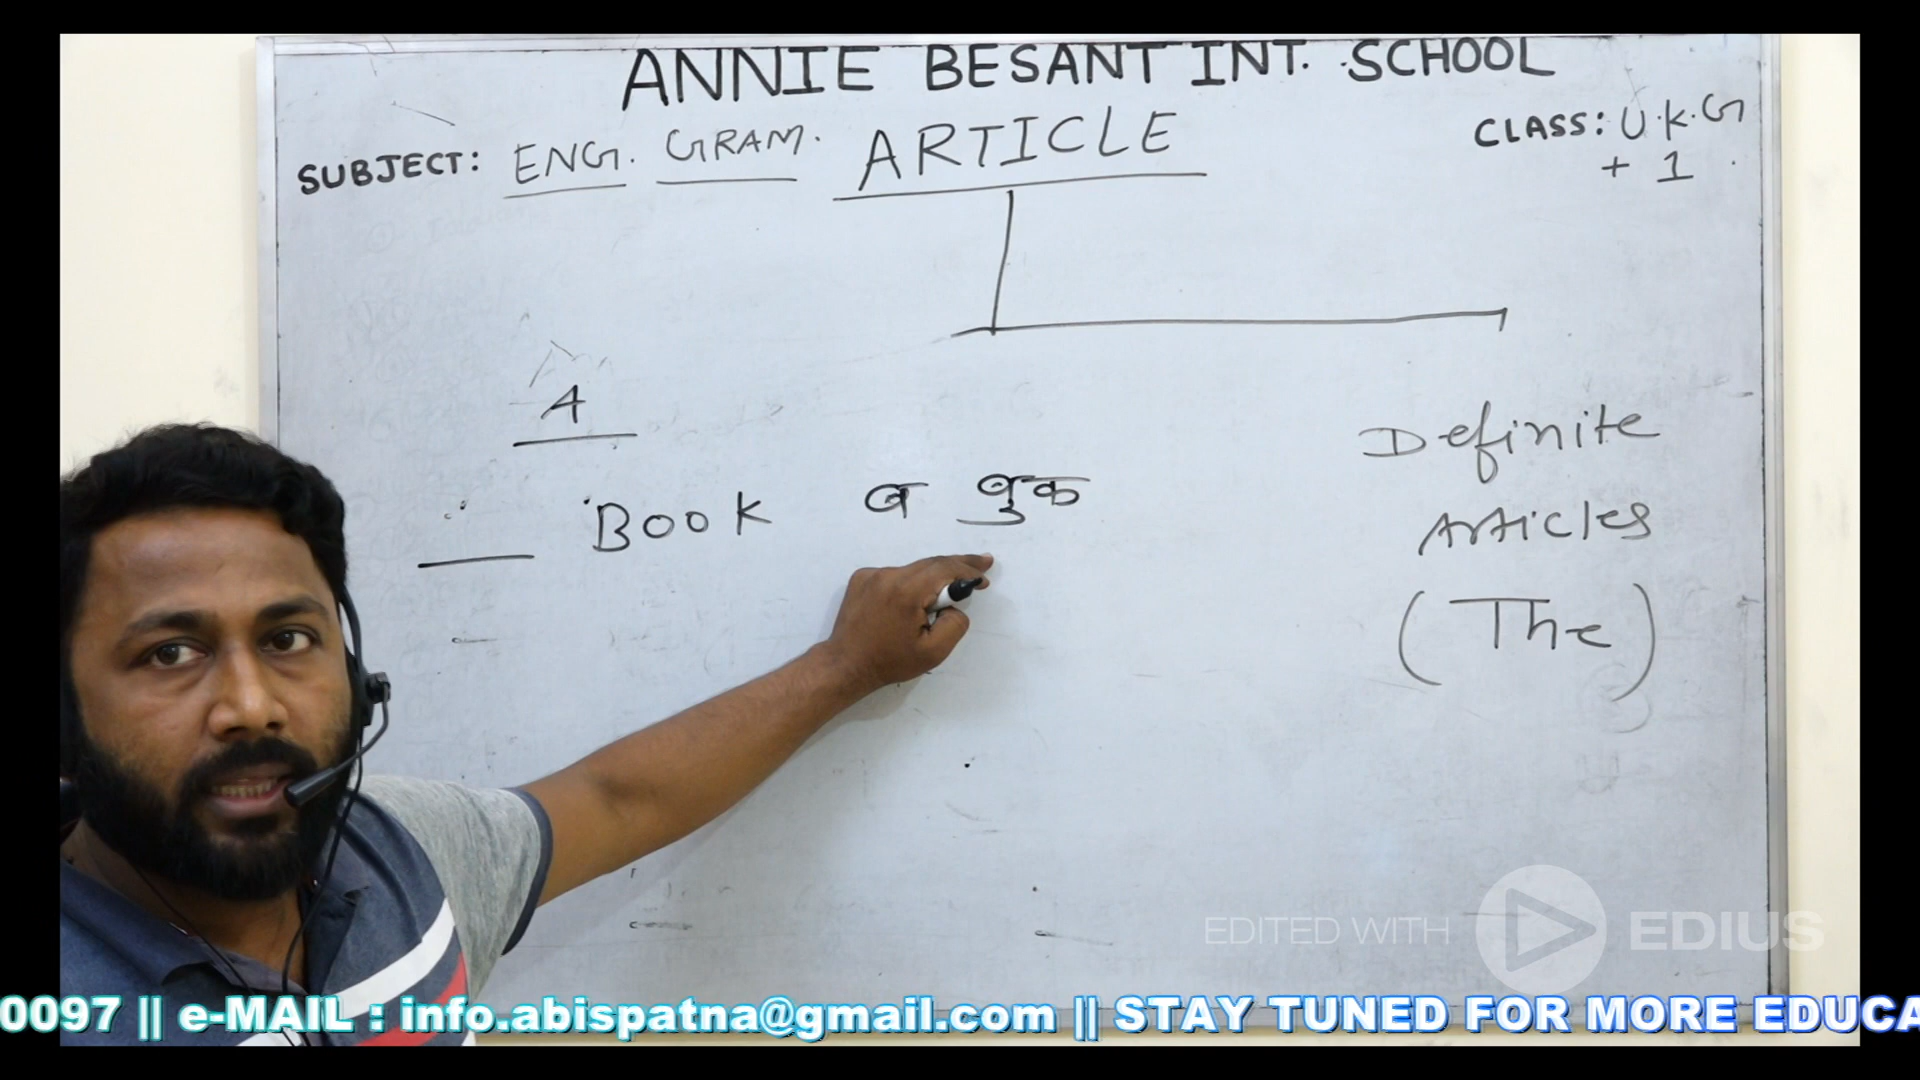 ANNIE BESANT INT. SCHOOL
SUBJECT: ENG. GRAM. ARTICLE
CLASS: U.K.G
+ 1
A
Book ब बुक
Definite
Articles
(The)
EDITED WITH EDIUS
0097 || e-MAIL : info.abispatna@gmail.com || STAY TUNED FOR MORE EDUCA